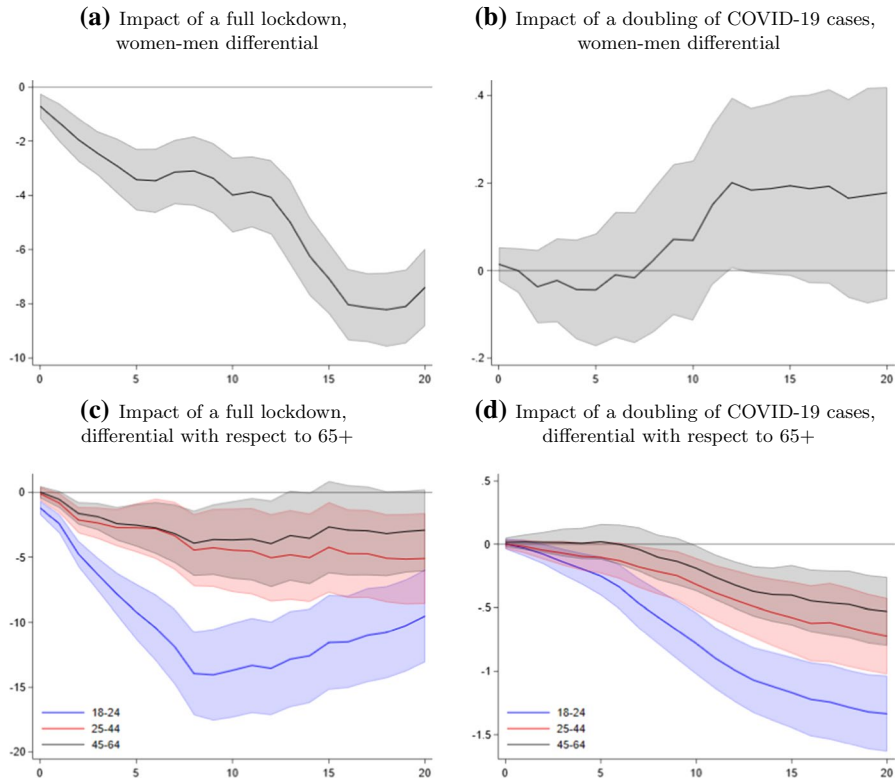 (a) Impact of a full lockdown,
women-men differential
0
-2
-4
-6
-8
-10
0 5 10 15 20
(b) Impact of a doubling of COVID-19 cases,
women-men differential
.4
.2
0
-.2
0 5 10 15 20
(c) Impact of a full lockdown,
differential with respect to 65+
0
-5
-10
-15
-20
18-24
25-44
45-64
0 5 10 15 20
(d) Impact of a doubling of COVID-19 cases,
differential with respect to 65+
.5
0
-.5
-1
-1.5
18-24
25-44
45-64
0 5 10 15 20